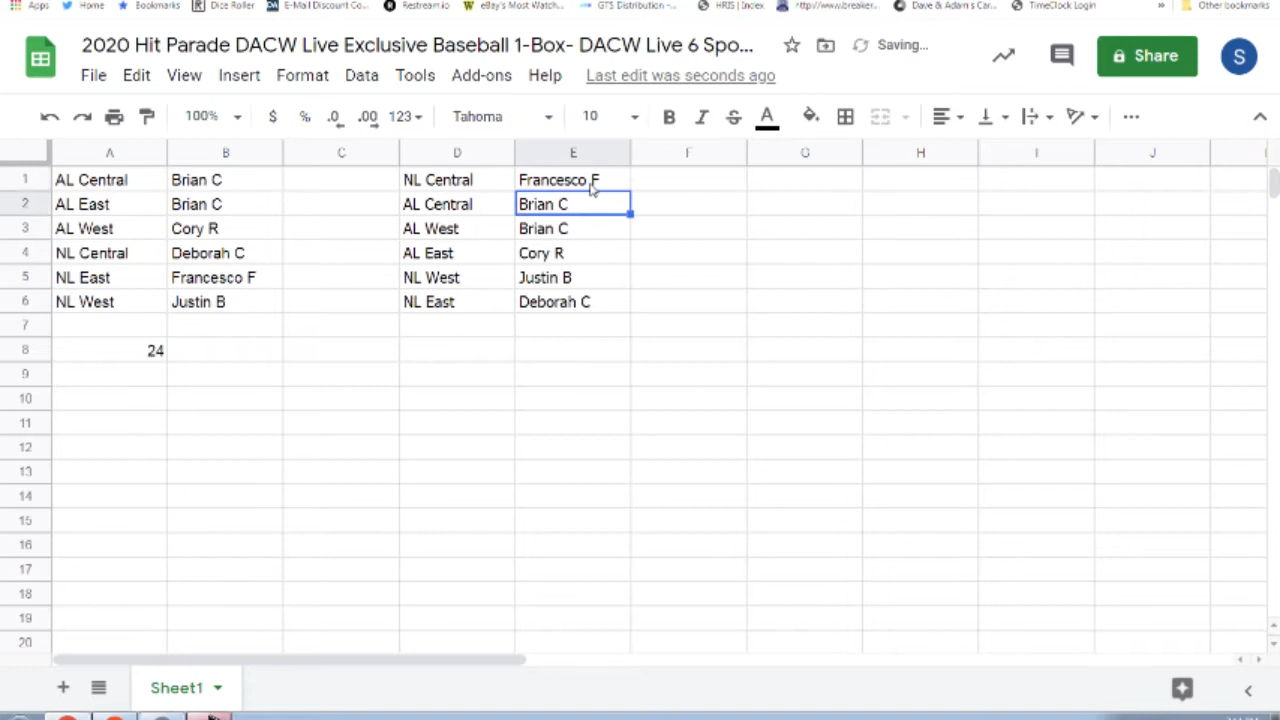 Apps Home Bookmarks Dice Roller E-Mail Discount Co... Restream.io eBay's Most Watch... GTS Distribution -... HRIS | Index http://www.breaker... Dave & Adam's Car... TimeClock Login » Other bookmarks
2020 Hit Parade DACW Live Exclusive Baseball 1-Box- DACW Live 6 Spo... Saving...
File Edit View Insert Format Data Tools Add-ons Help Last edit was seconds ago
Share
S
100% $ % .0 .00 123 Tahoma 10 B I S A
A B C D E F G H I J
1 AL Central Brian C NL Central Francesco F
2 AL East Brian C AL Central Brian C
3 AL West Cory R AL West Brian C
4 NL Central Deborah C AL East Cory R
5 NL East Francesco F NL West Justin B
6 NL West Justin B NL East Deborah C
7
8 24
9
10
11
12
13
14
15
16
17
18
19
20
Sheet1